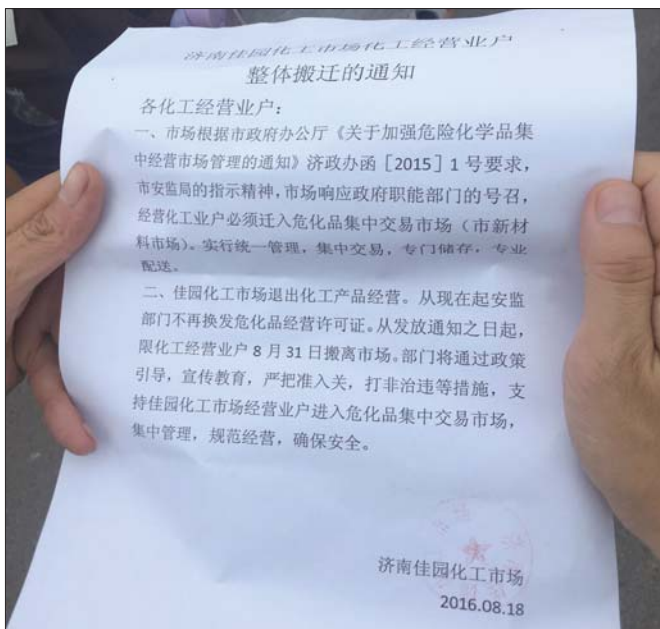 济南佳园化工市场化工经营业户
整体搬迁的通知
各化工经营业户：
一、市场根据市政府办公厅《关于加强危险化学品集
中经营市场管理的通知》济政办函［2015］1号要求，
市安监局的指示精神，市场响应政府职能部门的号召，
经营化工业户必须迁入危化品集中交易市场（市新材
料市场）。实行统一管理，集中交易，专门储存，专业
配送。
二、佳园化工市场退出化工产品经营。从现在起安监
部门不再换发危化品经营许可证。从发放通知之日起，
限化工经营业户8月31日搬离市场。部门将通过政策
引导，宣传教育，严把准入关，打非治违等措施，支
持佳园化工市场经营业户进入危化品集中交易市场，
集中管理，规范经营，确保安全。
济南佳园化工市场
2016.08.18